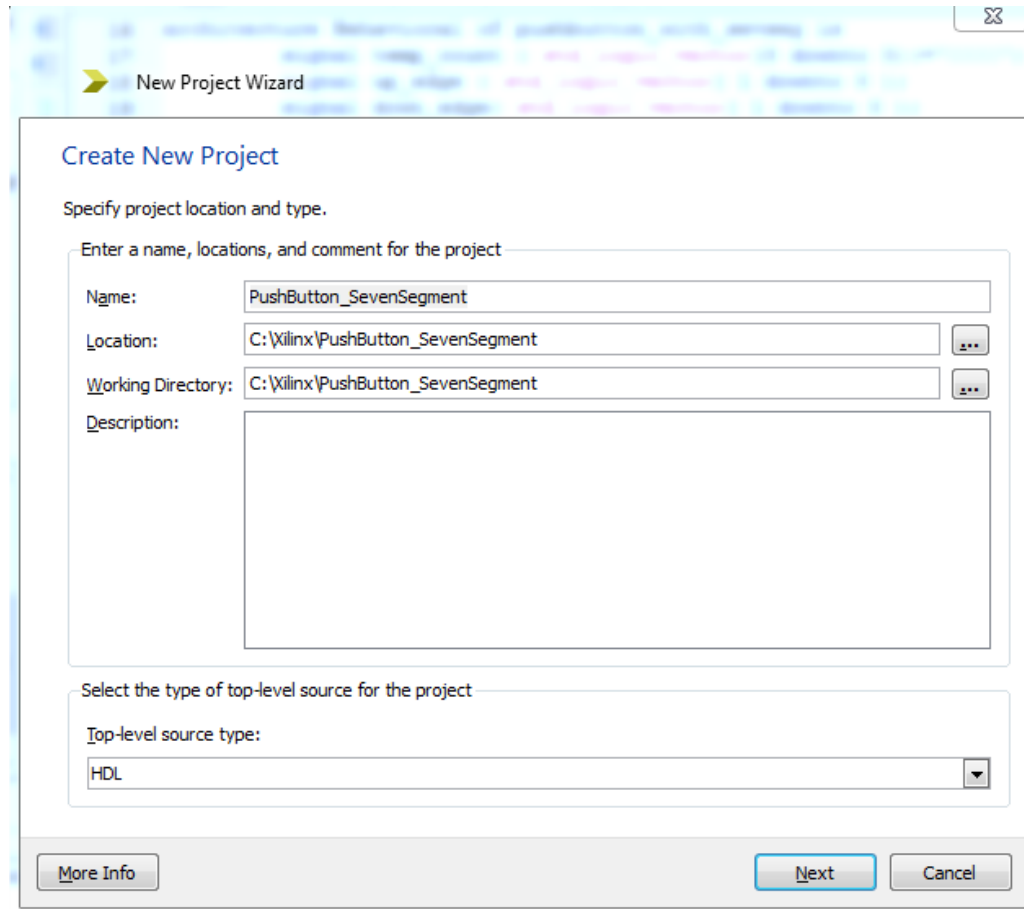 New Project Wizard
Create New Project
Specify project location and type.
Enter a name, locations, and comment for the project
Name: PushButton_SevenSegment
Location: C:\Xilinx\PushButton_SevenSegment ...
Working Directory: C:\Xilinx\PushButton_SevenSegment ...
Description:
Select the type of top-level source for the project
Top-level source type:
HDL
More Info Next Cancel